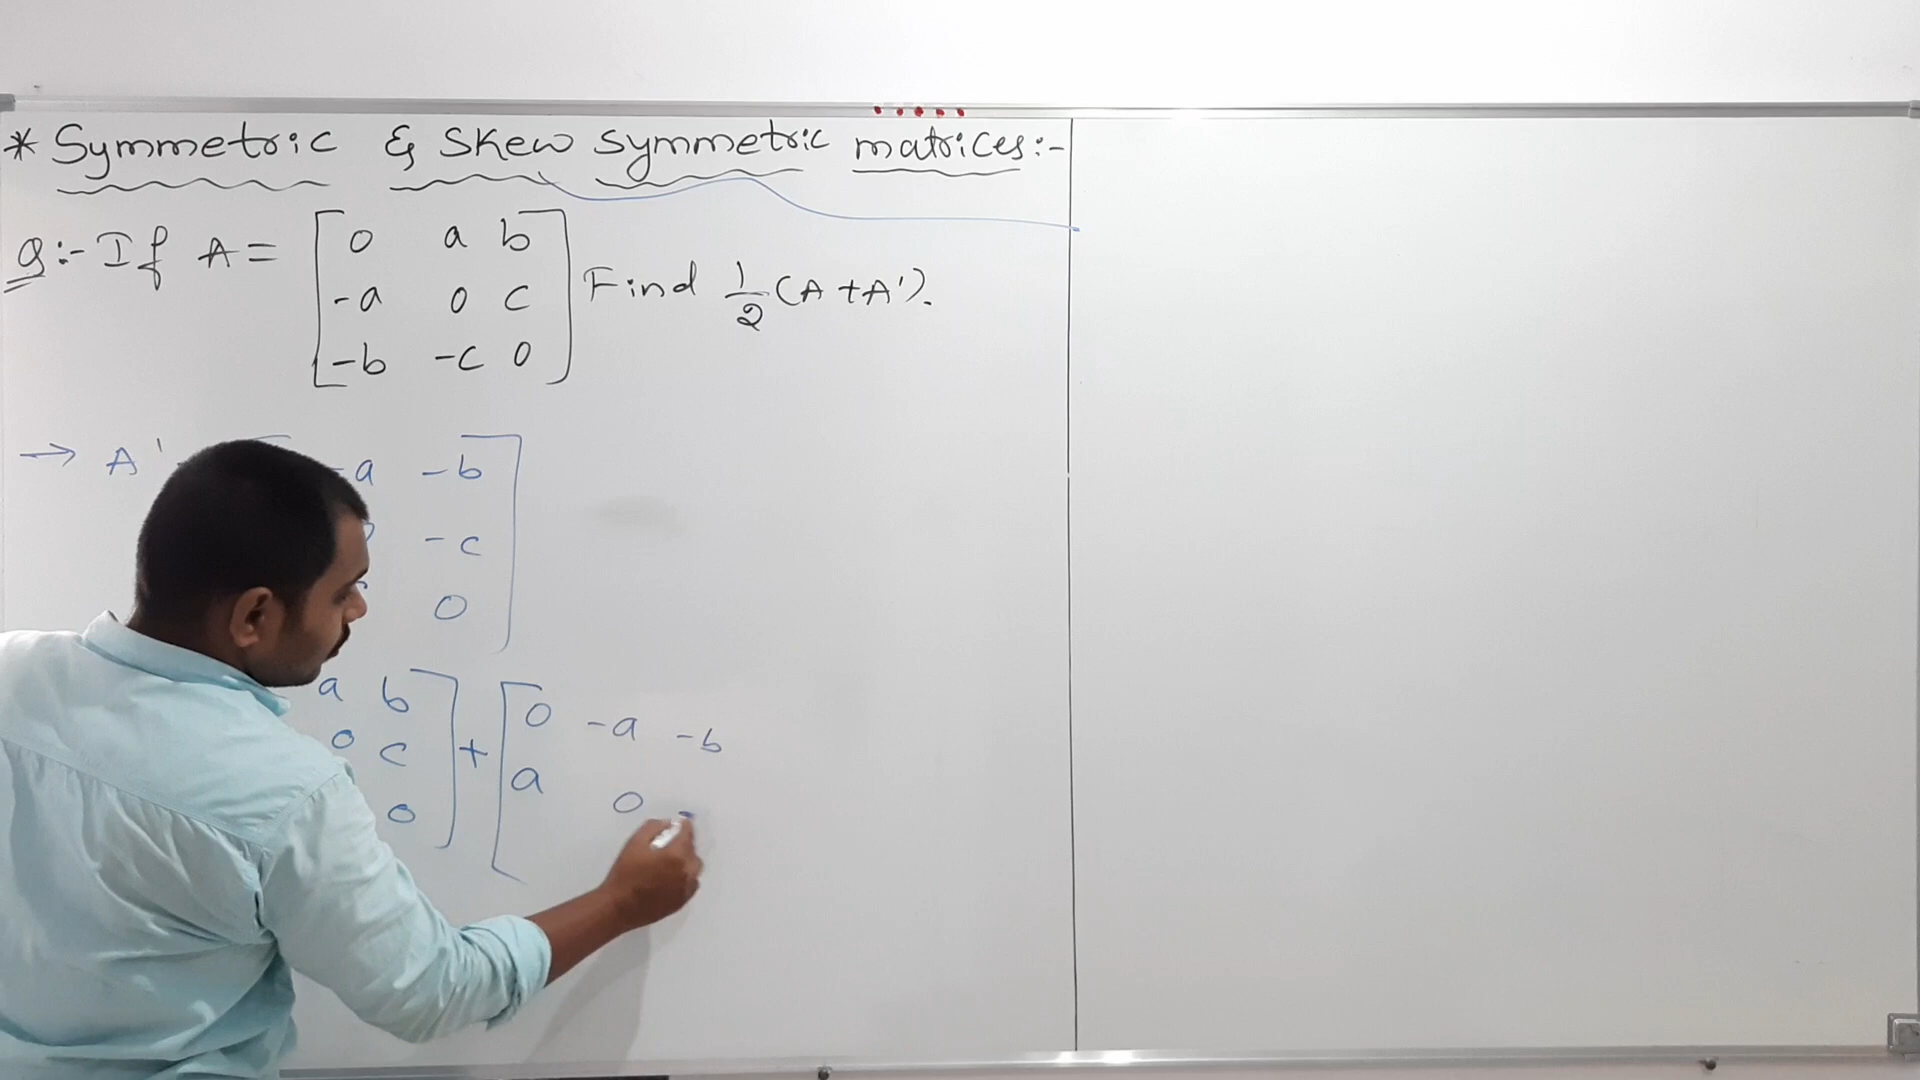 * Symmetric & Skew symmetric matrices:-
Q:- If A = [ 0 a b
-a 0 c
-b -c 0 ] Find 1/2 (A + A').
→ A' -a -b
-c
0 ]
a b ] + [ 0 -a -b
0 c a 0 -
0